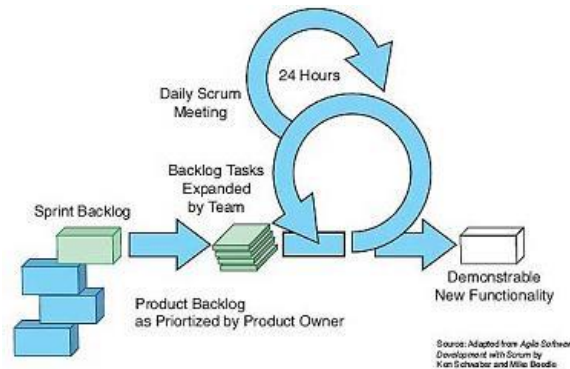 24 Hours
Daily Scrum
Meeting
Backlog Tasks
Expanded
by Team
Sprint Backlog
Product Backlog
as Priortized by Product Owner
Demonstrable
New Functionality
Source: Adapted from Agile Software
Development with Scrum by
Ken Schwaber and Mike Beedle